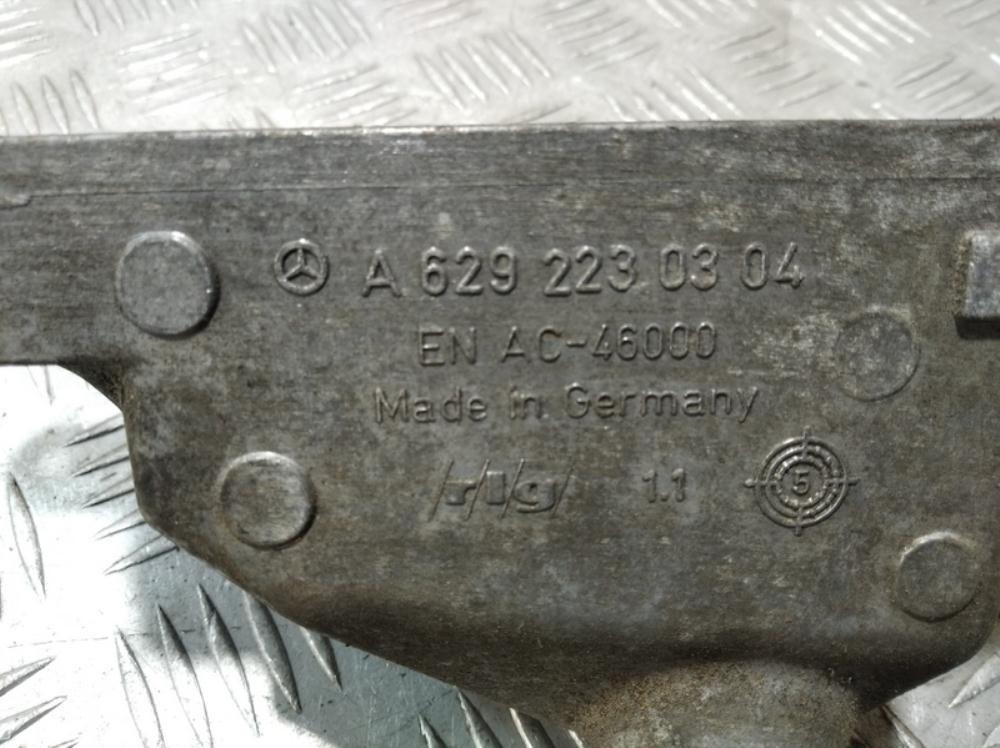 A 629 223 03 04
EN AC-46000
Made in Germany
/r/l/g/ 1.1 5